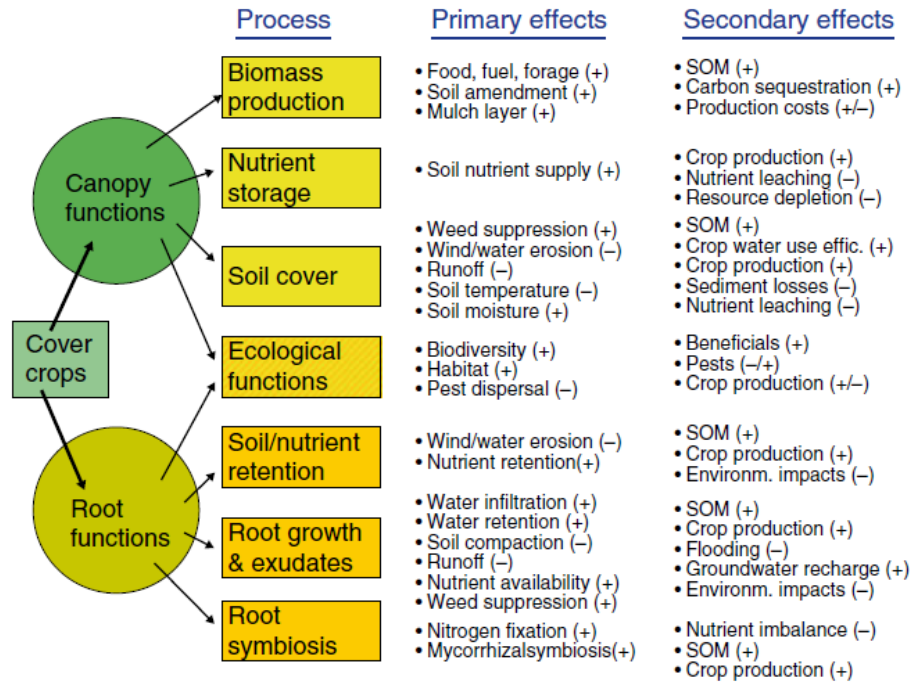 Process
Primary effects
Secondary effects
Canopy
functions
Cover
crops
Root
functions
Biomass
production
• Food, fuel, forage (+)
• Soil amendment (+)
• Mulch layer (+)
• SOM (+)
• Carbon sequestration (+)
• Production costs (+/–)
Nutrient
storage
• Soil nutrient supply (+)
• Crop production (+)
• Nutrient leaching (–)
• Resource depletion (–)
Soil cover
• Weed suppression (+)
• Wind/water erosion (–)
• Runoff (–)
• Soil temperature (–)
• Soil moisture (+)
• SOM (+)
• Crop water use effic. (+)
• Crop production (+)
• Sediment losses (–)
• Nutrient leaching (–)
Ecological
functions
• Biodiversity (+)
• Habitat (+)
• Pest dispersal (–)
• Beneficials (+)
• Pests (–/+)
• Crop production (+/–)
Soil/nutrient
retention
• Wind/water erosion (–)
• Nutrient retention(+)
• SOM (+)
• Crop production (+)
• Environm. impacts (–)
Root growth
& exudates
• Water infiltration (+)
• Water retention (+)
• Soil compaction (–)
• Runoff (–)
• Nutrient availability (+)
• Weed suppression (+)
• SOM (+)
• Crop production (+)
• Flooding (–)
• Groundwater recharge (+)
• Environm. impacts (–)
Root
symbiosis
• Nitrogen fixation (+)
• Mycorrhizalsymbiosis(+)
• Nutrient imbalance (–)
• SOM (+)
• Crop production (+)